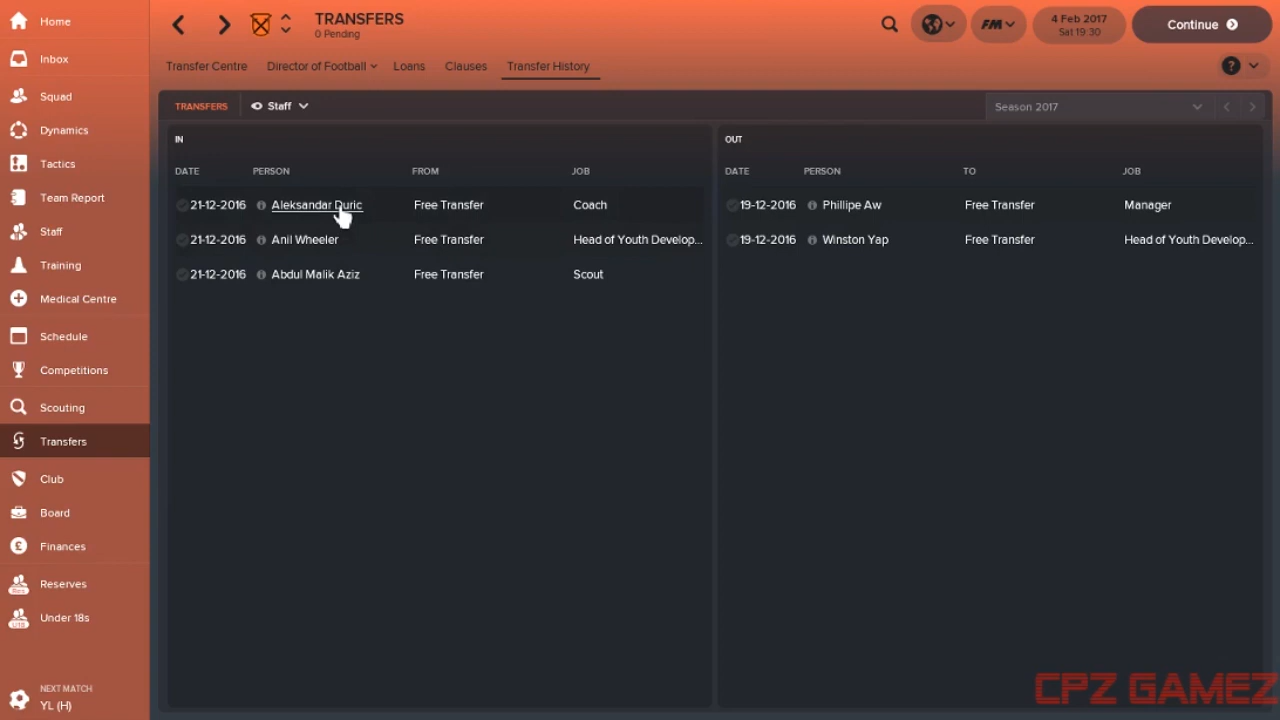 Home
Inbox
Squad
Dynamics
Tactics
Team Report
Staff
Training
Medical Centre
Schedule
Competitions
Scouting
Transfers
Club
Board
Finances
Reserves
Under 18s
NEXT MATCH
YL (H)
TRANSFERS
0 Pending
FM
4 Feb 2017
Sat 19:30
Continue
Transfer Centre Director of Football Loans Clauses Transfer History
?
TRANSFERS Staff Season 2017
IN
DATE PERSON FROM JOB
21-12-2016 Aleksandar Duric Free Transfer Coach
21-12-2016 Anil Wheeler Free Transfer Head of Youth Develop...
21-12-2016 Abdul Malik Aziz Free Transfer Scout
OUT
DATE PERSON TO JOB
19-12-2016 Phillipe Aw Free Transfer Manager
19-12-2016 Winston Yap Free Transfer Head of Youth Develop...
CPZ GAMEZ